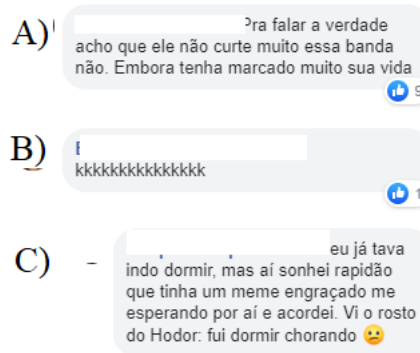 A) Pra falar a verdade
acho que ele não curte muito essa banda
não. Embora tenha marcado muito sua vida
9
B)
kkkkkkkkkkkkkkk
1
C) eu já tava
indo dormir, mas aí sonhei rapidão
que tinha um meme engraçado me
esperando por aí e acordei. Vi o rosto
do Hodor: fui dormir chorando 😕